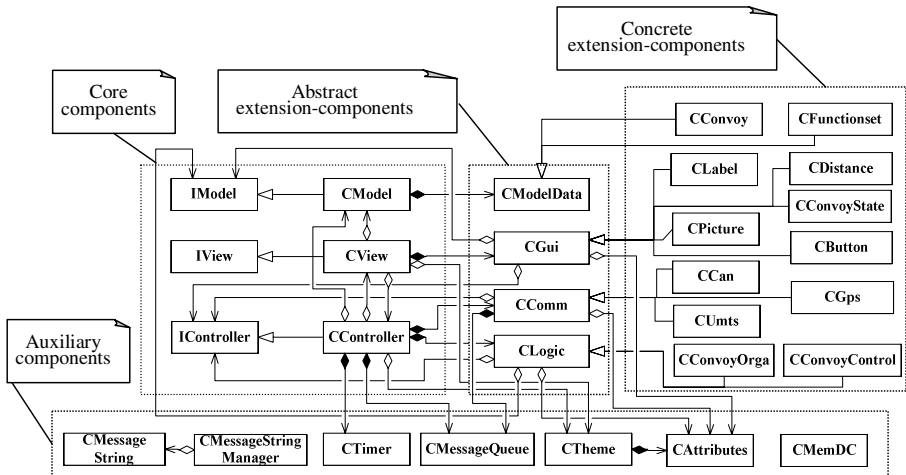 Concrete
extension-components
Core
components
Abstract
extension-components
CConvoy
CFunctionset
CLabel
CDistance
IModel
CModel
CModelData
CConvoyState
CPicture
IView
CView
CGui
CButton
CCan
CComm
CGps
CUmts
Auxiliary
components
IController
CController
CLogic
CConvoyOrga
CConvoyControl
CMessage
String
CMessageString
Manager
CTimer
CMessageQueue
CTheme
CAttributes
CMemDC